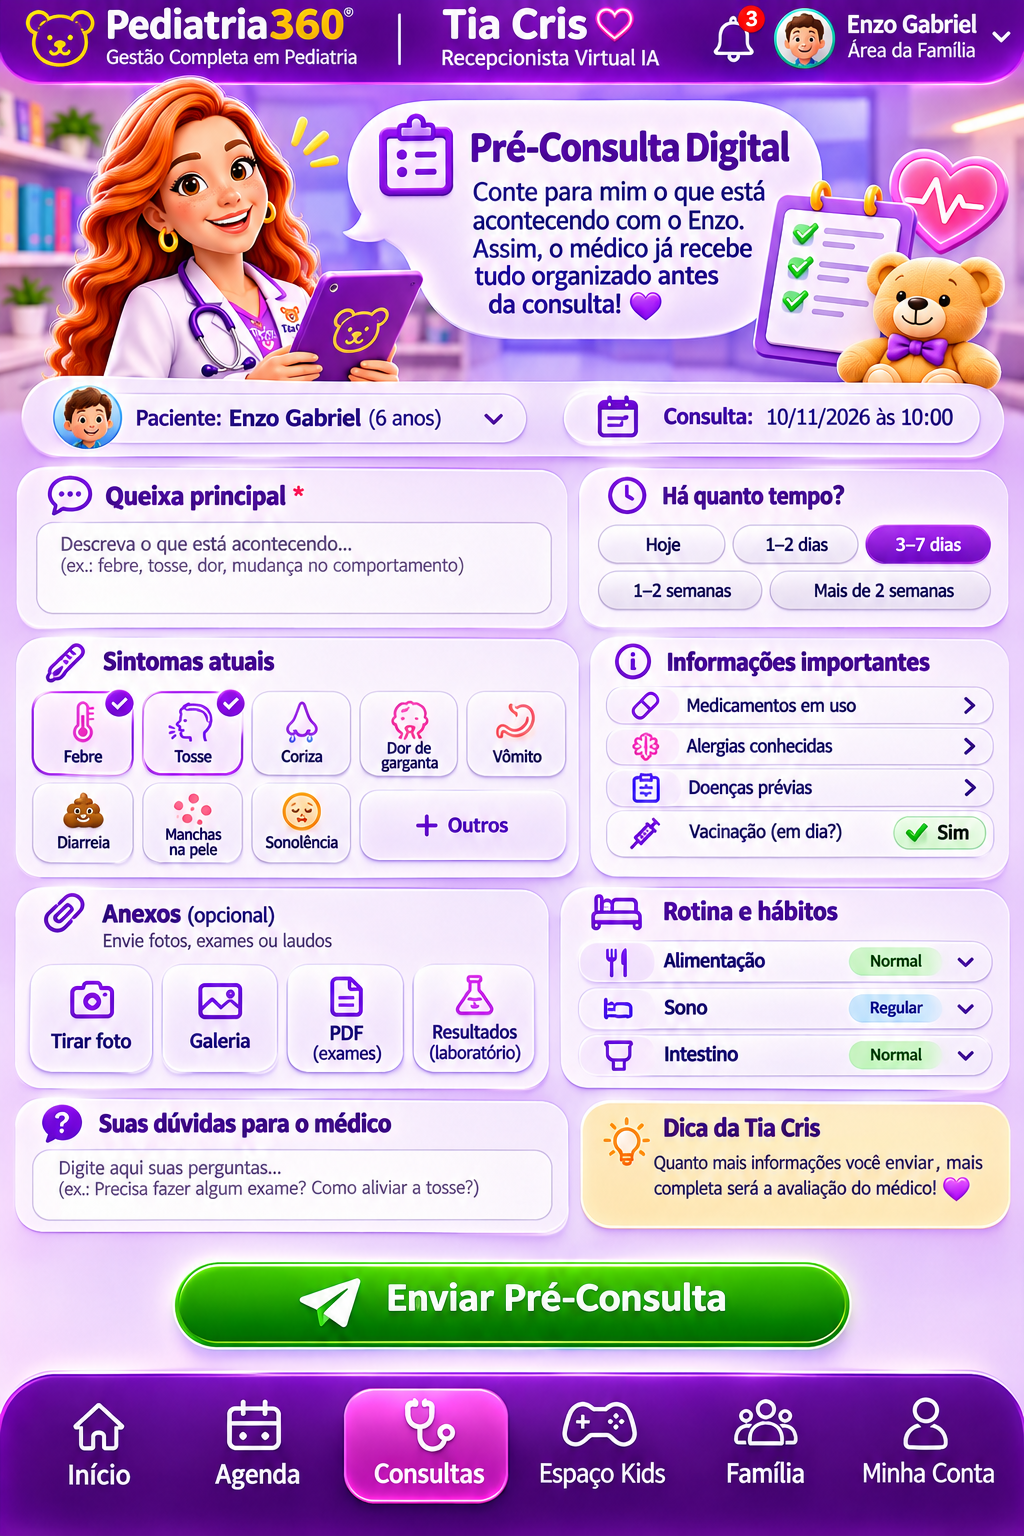 Pediatria360®
Gestão Completa em Pediatria
Tia Cris
Recepcionista Virtual IA
3
Enzo Gabriel
Área da Família
Pré-Consulta Digital
Conte para mim o que está
acontecendo com o Enzo.
Assim, o médico já recebe
tudo organizado antes
da consulta! 💜
Paciente: Enzo Gabriel (6 anos)
Consulta: 10/11/2026 às 10:00
Queixa principal *
Descreva o que está acontecendo...
(ex.: febre, tosse, dor, mudança no comportamento)
Há quanto tempo?
Hoje
1–2 dias
3–7 dias
1–2 semanas
Mais de 2 semanas
Sintomas atuais
Febre
Tosse
Coriza
Dor de
garganta
Vômito
Diarreia
Manchas
na pele
Sonolência
+ Outros
Informações importantes
Medicamentos em uso
Alergias conhecidas
Doenças prévias
Vacinação (em dia?)
Sim
Anexos (opcional)
Envie fotos, exames ou laudos
Tirar foto
Galeria
PDF
(exames)
Resultados
(laboratório)
Rotina e hábitos
Alimentação
Normal
Sono
Regular
Intestino
Normal
Suas dúvidas para o médico
Digite aqui suas perguntas...
(ex.: Precisa fazer algum exame? Como aliviar a tosse?)
Dica da Tia Cris
Quanto mais informações você enviar, mais
completa será a avaliação do médico! 💜
Enviar Pré-Consulta
Início
Agenda
Consultas
Espaço Kids
Família
Minha Conta